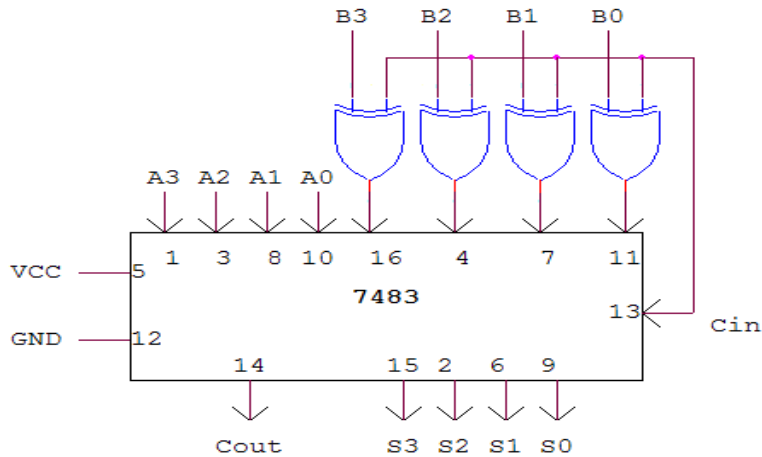 B3 B2 B1 B0
A3 A2 A1 A0
1 3 8 10 16 4 7 11
VCC 5
7483
13
Cin
GND 12
14 15 2 6 9
Cout S3 S2 S1 S0